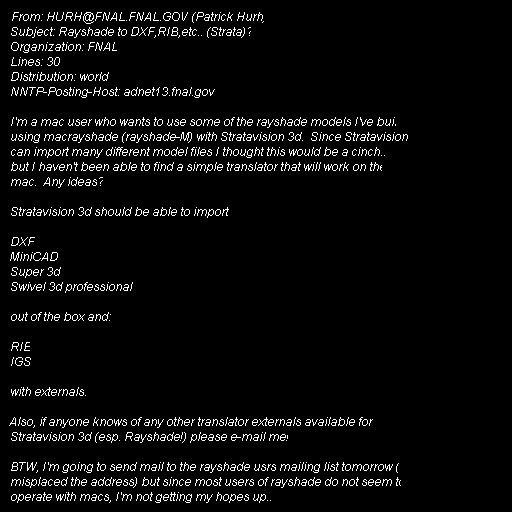 From: HURH@FNAL.FNAL.GOV (Patrick Hurh)
Subject: Rayshade to DXF,RIB,etc.. (Strata)?
Organization: FNAL
Lines: 30
Distribution: world
NNTP-Posting-Host: adnet13.fnal.gov
I'm a mac user who wants to use some of the rayshade models I've buil
using macrayshade (rayshade-M) with Stratavision 3d. Since Stratavision
can import many different model files I thought this would be a cinch..
but I haven't been able to find a simple translator that will work on the
mac. Any ideas?
Stratavision 3d should be able to import
DXF
MiniCAD
Super 3d
Swivel 3d professional
out of the box and:
RIB
IGS
with externals.
Also, if anyone knows of any other translator externals available for
Stratavision 3d (esp. Rayshade!) please e-mail me!
BTW, I'm going to send mail to the rayshade usrs mailing list tomorrow (
misplaced the address) but since most users of rayshade do not seem to
operate with macs, I'm not getting my hopes up..